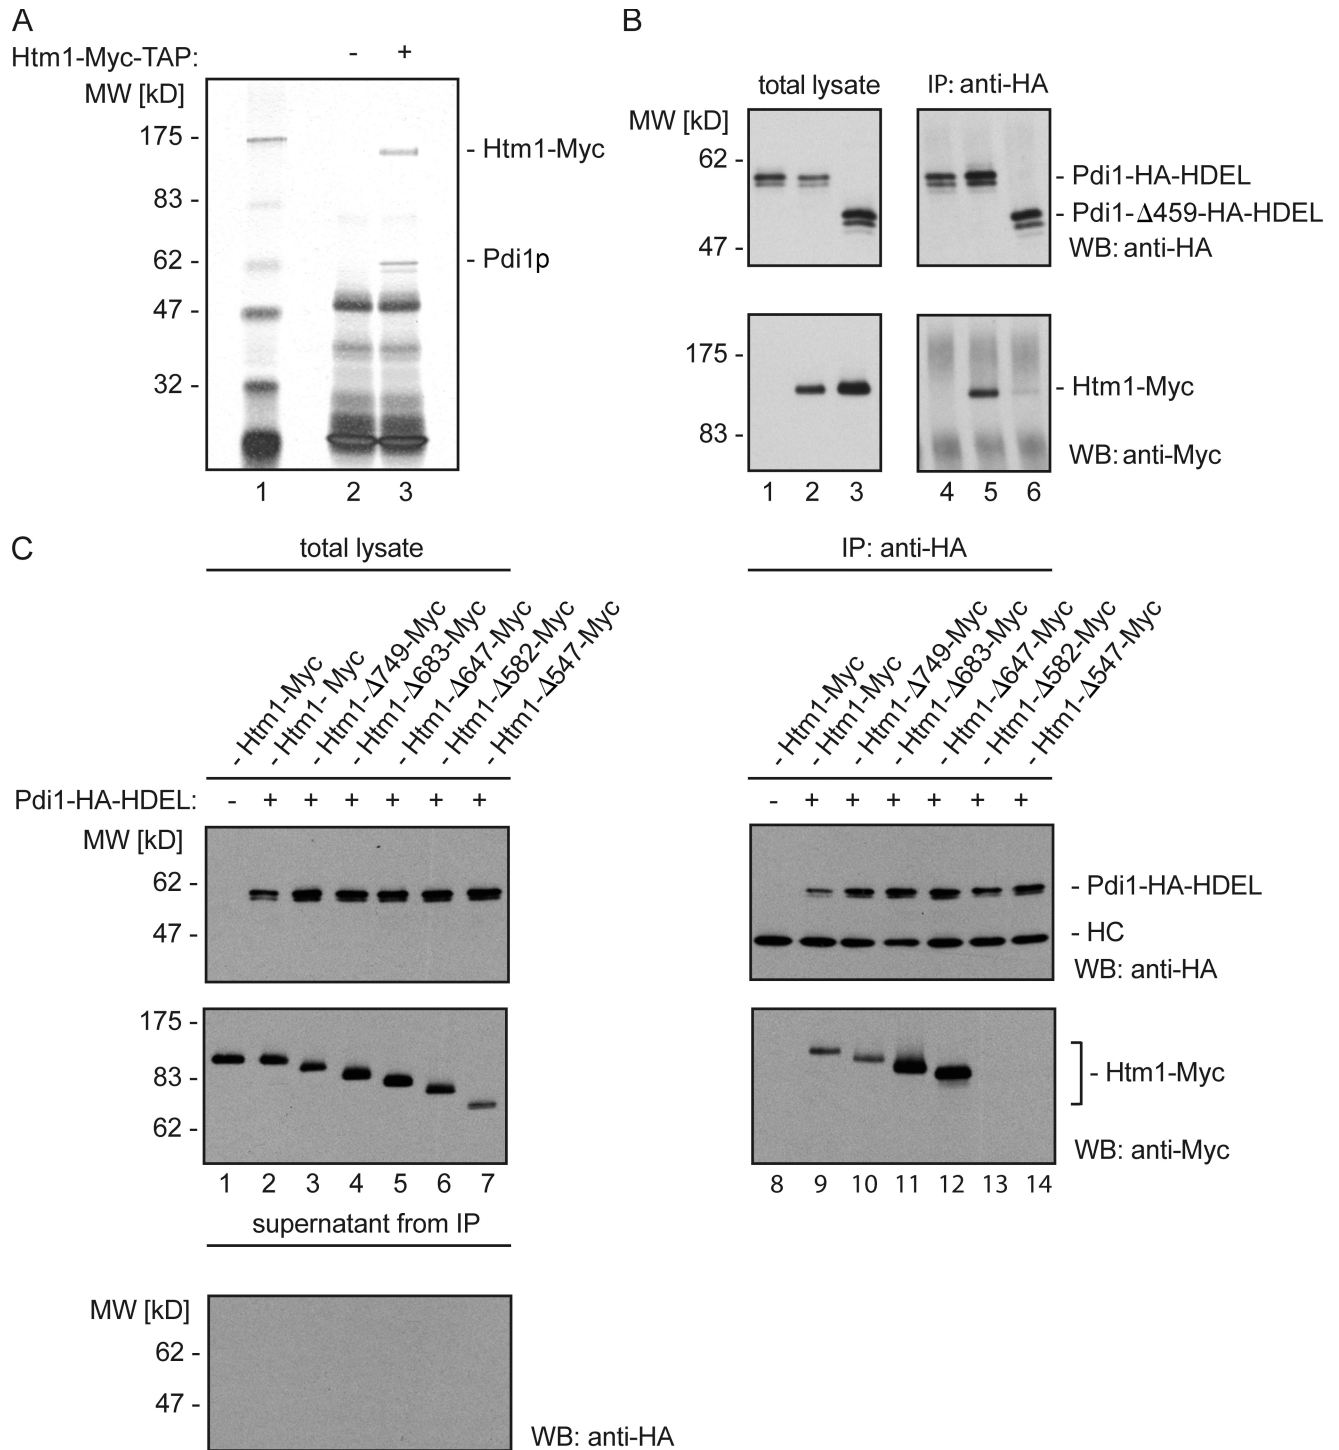 A
Htm1-Myc-TAP: - +
MW [kD]
175 -
83 -
62 -
47 -
32 -
- Htm1-Myc
- Pdi1p
1 2 3
B
total lysate IP: anti-HA
MW [kD]
62 -
47 -
- Pdi1-HA-HDEL
- Pdi1-Δ459-HA-HDEL
WB: anti-HA
175 -
83 -
- Htm1-Myc
WB: anti-Myc
1 2 3 4 5 6
C
total lysate
- Htm1-Myc
- Htm1- Myc
- Htm1-Δ749-Myc
- Htm1-Δ683-Myc
- Htm1-Δ647-Myc
- Htm1-Δ582-Myc
- Htm1-Δ547-Myc
IP: anti-HA
- Htm1-Myc
- Htm1-Myc
- Htm1-Δ749-Myc
- Htm1-Δ683-Myc
- Htm1-Δ647-Myc
- Htm1-Δ582-Myc
- Htm1-Δ547-Myc
Pdi1-HA-HDEL: - + + + + + + - + + + + + +
MW [kD]
62 -
47 -
- Pdi1-HA-HDEL
- HC
WB: anti-HA
175 -
83 -
62 -
- Htm1-Myc
WB: anti-Myc
1 2 3 4 5 6 7 8 9 10 11 12 13 14
supernatant from IP
MW [kD]
62 -
47 -
WB: anti-HA